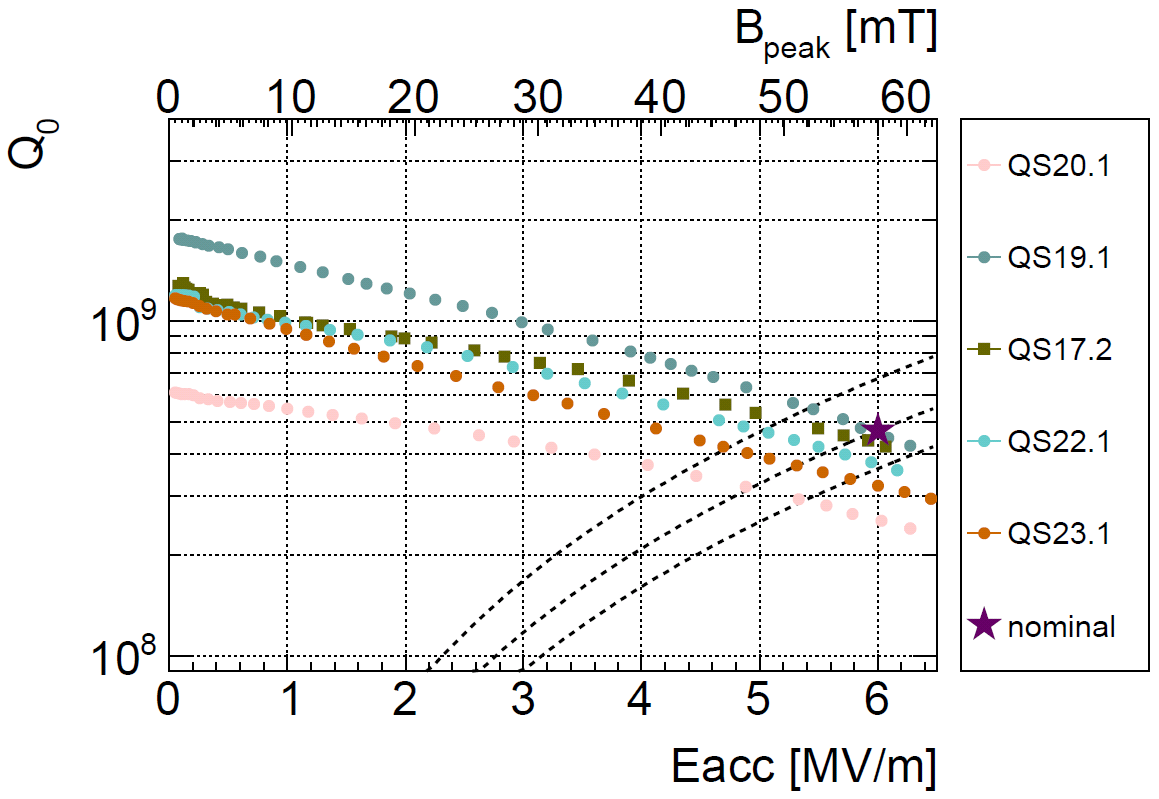 B_peak [mT]
0 10 20 30 40 50 60
Q_0
10^9
10^8
0 1 2 3 4 5 6
Eacc [MV/m]
QS20.1
QS19.1
QS17.2
QS22.1
QS23.1
nominal